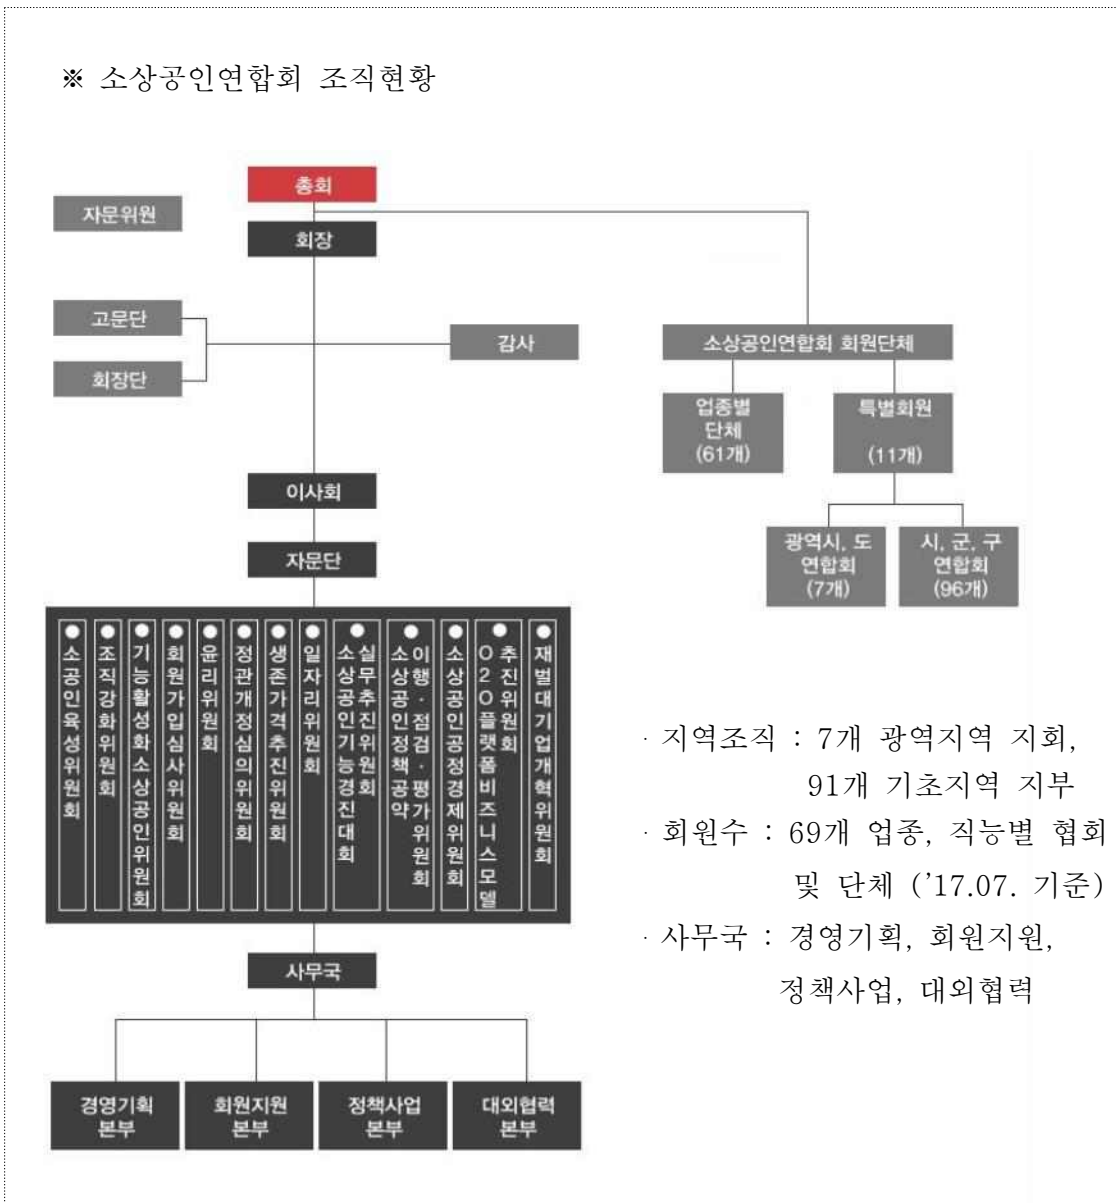 ※ 소상공인연합회 조직현황
총회
자문위원
회장
고문단
감사
회장단
소상공인연합회 회원단체
업종별
단체
(61개)
특별회원
(11개)
광역시, 도
연합회
(7개)
시, 군, 구
연합회
(96개)
이사회
자문단
소공인육성위원회
조직강화위원회
기능활성화소상공인위원회
회원가입심사위원회
윤리위원회
정관개정심의위원회
생존가격추진위원회
일자리위원회
소상공인기능경진대회
실무추진위원회
소상공인정책공약
이행·점검·평가위원회
소상공인공정경제위원회
O2O플랫폼비즈니스모델
추진위원회
재벌대기업개혁위원회
사무국
경영기획
본부
회원지원
본부
정책사업
본부
대외협력
본부
· 지역조직 : 7개 광역지역 지회,
91개 기초지역 지부
· 회원수 : 69개 업종, 직능별 협회
및 단체 (’17.07. 기준)
· 사무국 : 경영기획, 회원지원,
정책사업, 대외협력